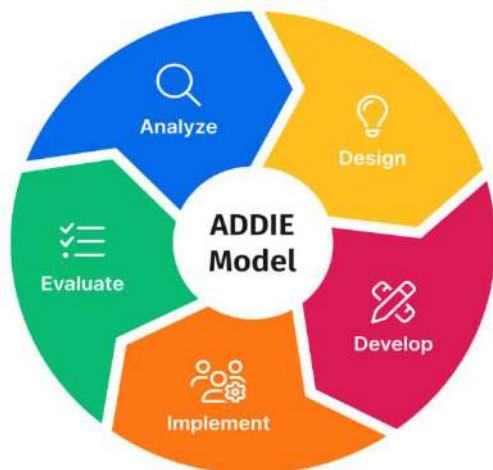 Analyze
Design
ADDIE
Model
Evaluate
Develop
Implement